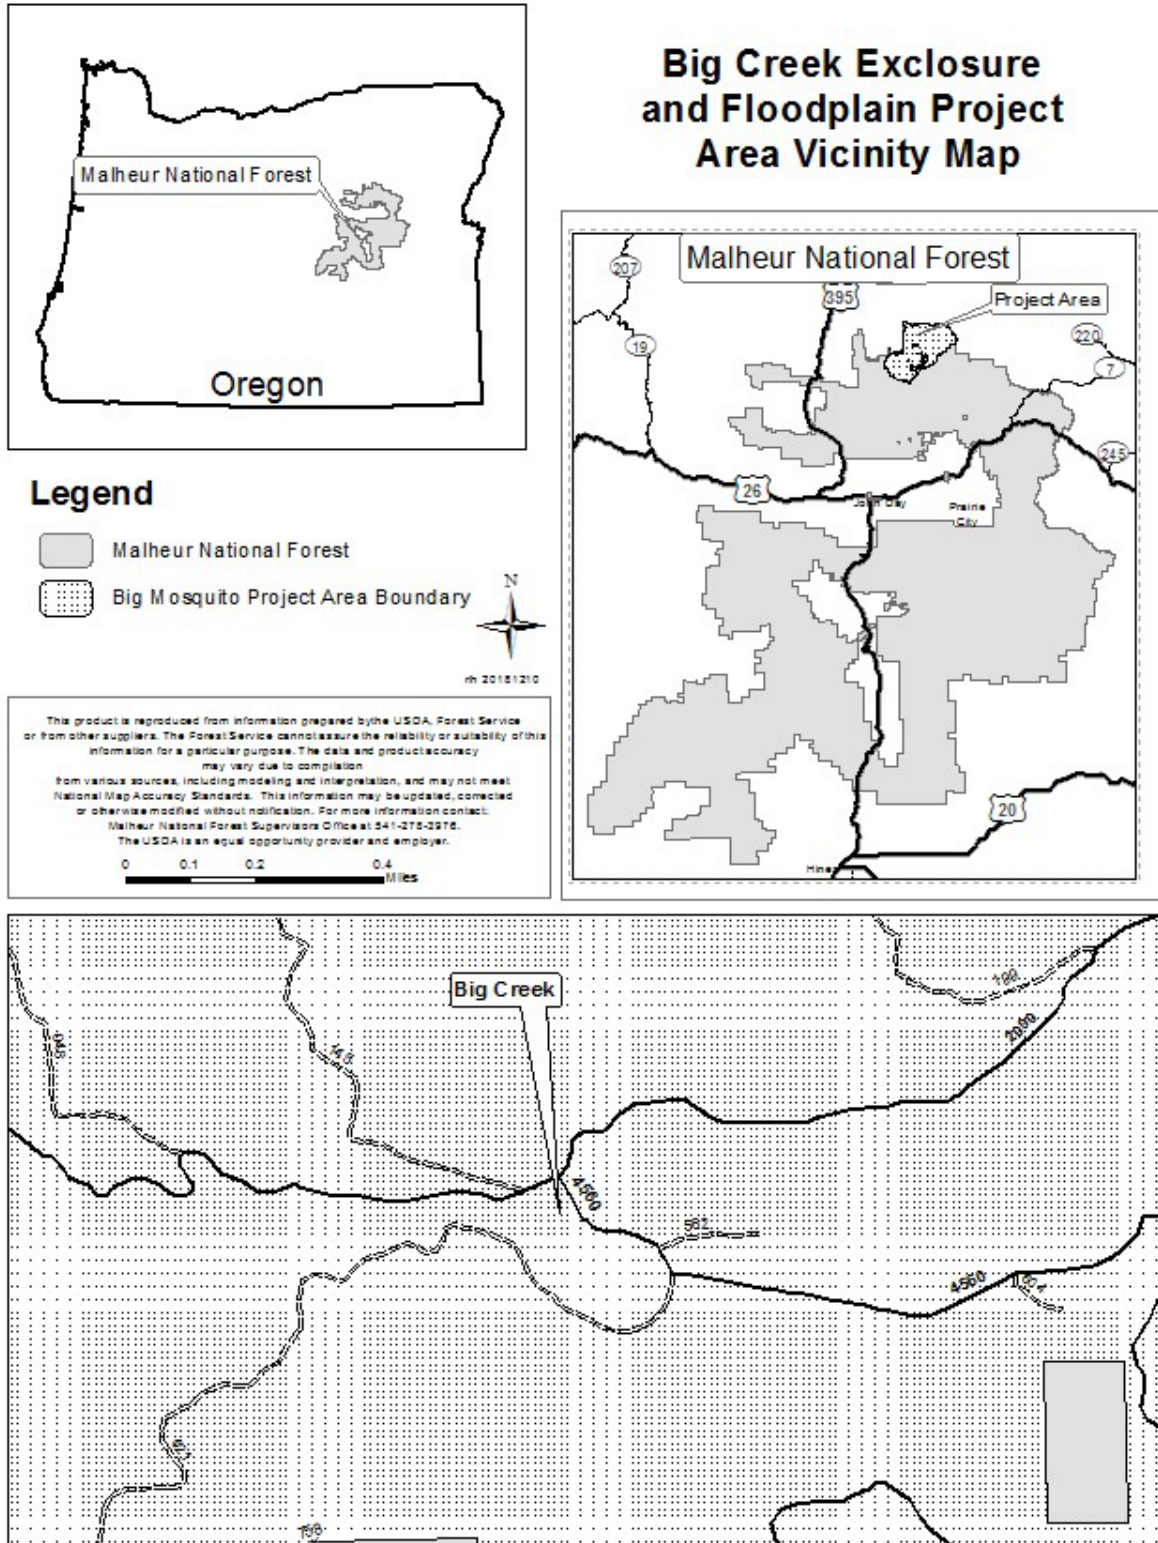 Big Creek Exclosure
and Floodplain Project
Area Vicinity Map
Malheur National Forest
Oregon
Malheur National Forest
207
395
Project Area
19
220
7
245
26
John Day
Prairie
City
20
Hines
Legend
Malheur National Forest
Big Mosquito Project Area Boundary
N
rh 20181210
This product is reproduced from information prepared by the USDA, Forest Service
or from other suppliers. The Forest Service cannot assure the reliability or suitability of this
information for a particular purpose. The data and product accuracy
may vary due to compilation
from various sources, including modeling and interpretation, and may not meet
National Map Accuracy Standards. This information may be updated, corrected
or otherwise modified without notification. For more information contact:
Malheur National Forest Supervisors Office at
The USDA is an equal opportunity provider and employer.
0 0.1 0.2 0.4
Miles
Big Creek
199
2090
148
4560
562
4560